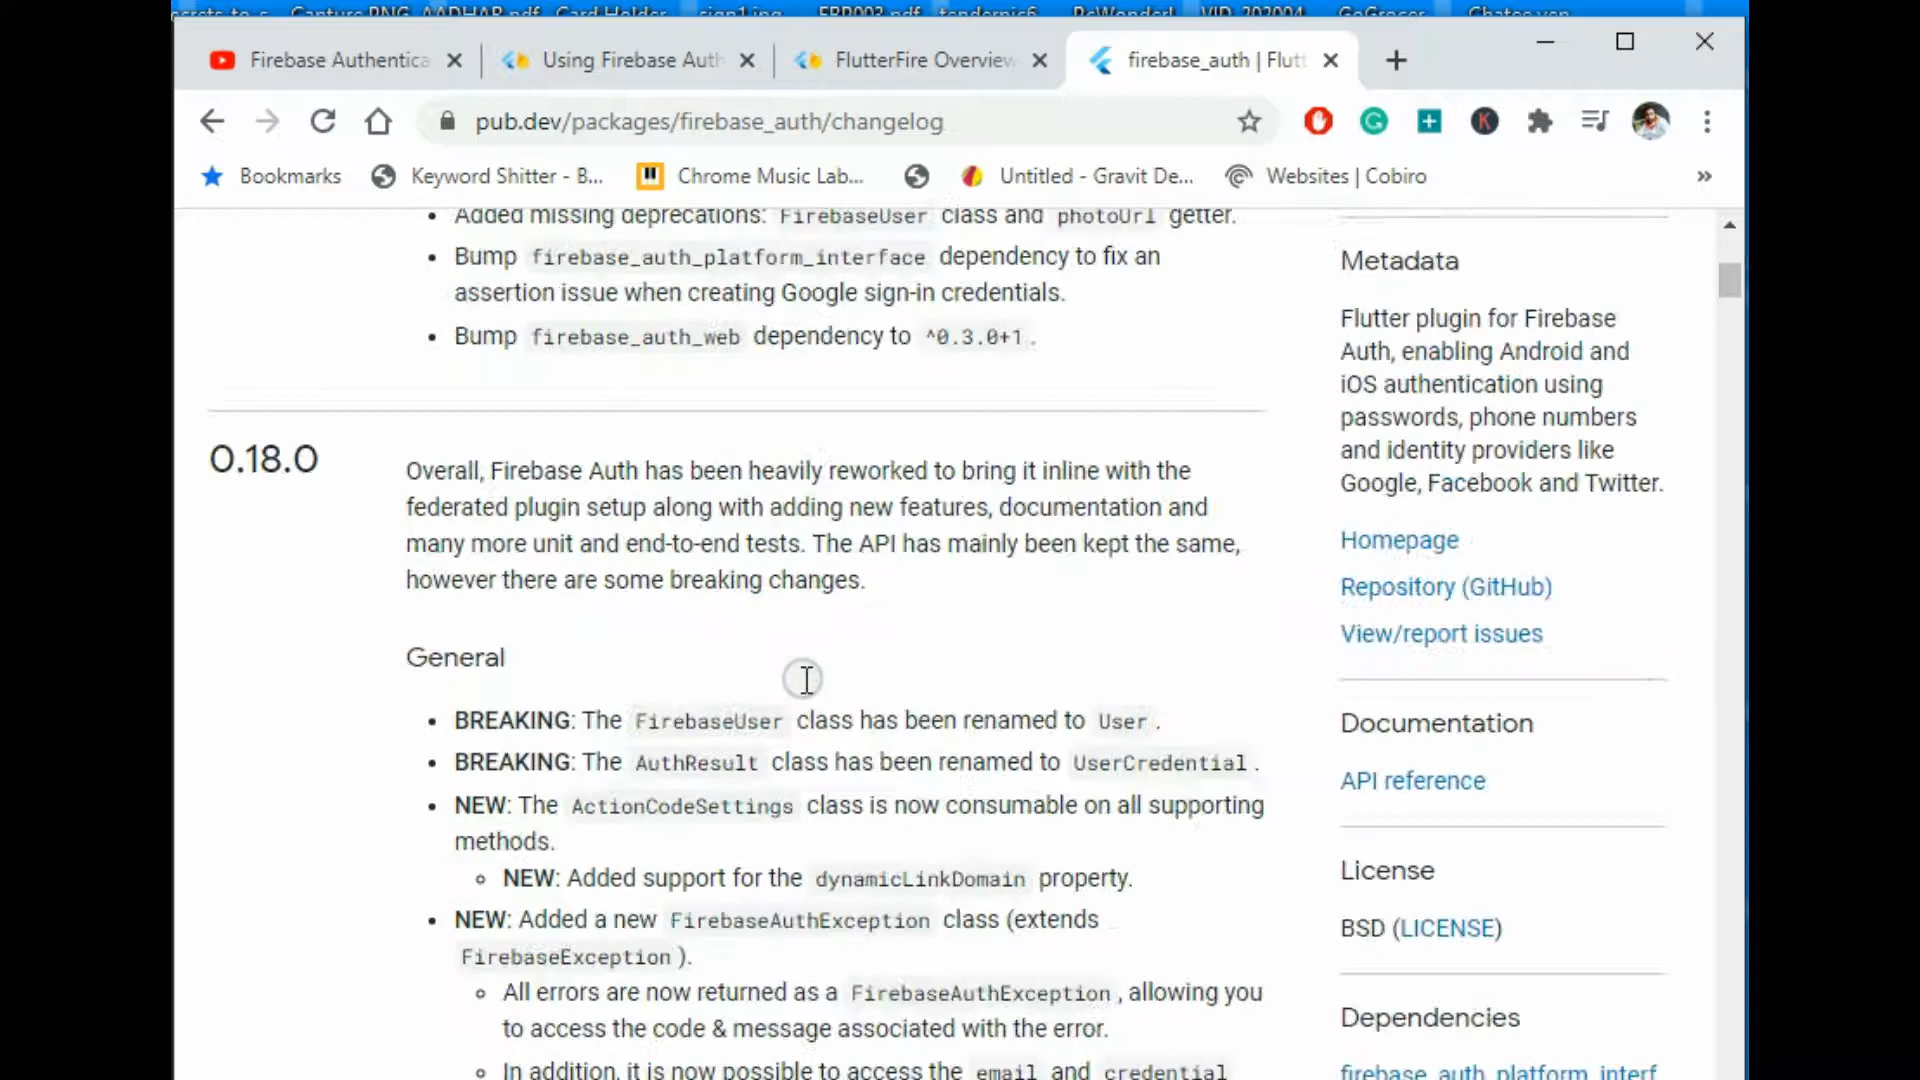 Capture.PNG AADHAR.pdf Card Holder sign1.jpg
Firebase Authentica
Using Firebase Auth
FlutterFire Overview
firebase_auth | Flutt
pub.dev/packages/firebase_auth/changelog
Bookmarks
Keyword Shitter - B...
Chrome Music Lab...
Untitled - Gravit De...
Websites | Cobiro
»
• Added missing deprecations: FirebaseUser class and photoUrl getter.
• Bump firebase_auth_platform_interface dependency to fix an
assertion issue when creating Google sign-in credentials.
• Bump firebase_auth_web dependency to ^0.3.0+1.
0.18.0
Overall, Firebase Auth has been heavily reworked to bring it inline with the
federated plugin setup along with adding new features, documentation and
many more unit and end-to-end tests. The API has mainly been kept the same,
however there are some breaking changes.
General
• BREAKING: The FirebaseUser class has been renamed to User.
• BREAKING: The AuthResult class has been renamed to UserCredential.
• NEW: The ActionCodeSettings class is now consumable on all supporting
methods.
◦ NEW: Added support for the dynamicLinkDomain property.
• NEW: Added a new FirebaseAuthException class (extends
FirebaseException).
◦ All errors are now returned as a FirebaseAuthException, allowing you
to access the code & message associated with the error.
◦ In addition, it is now possible to access the email and credential
Metadata
Flutter plugin for Firebase
Auth, enabling Android and
iOS authentication using
passwords, phone numbers
and identity providers like
Google, Facebook and Twitter.
Homepage
Repository (GitHub)
View/report issues
Documentation
API reference
License
BSD (LICENSE)
Dependencies
firebase_auth_platform_interf